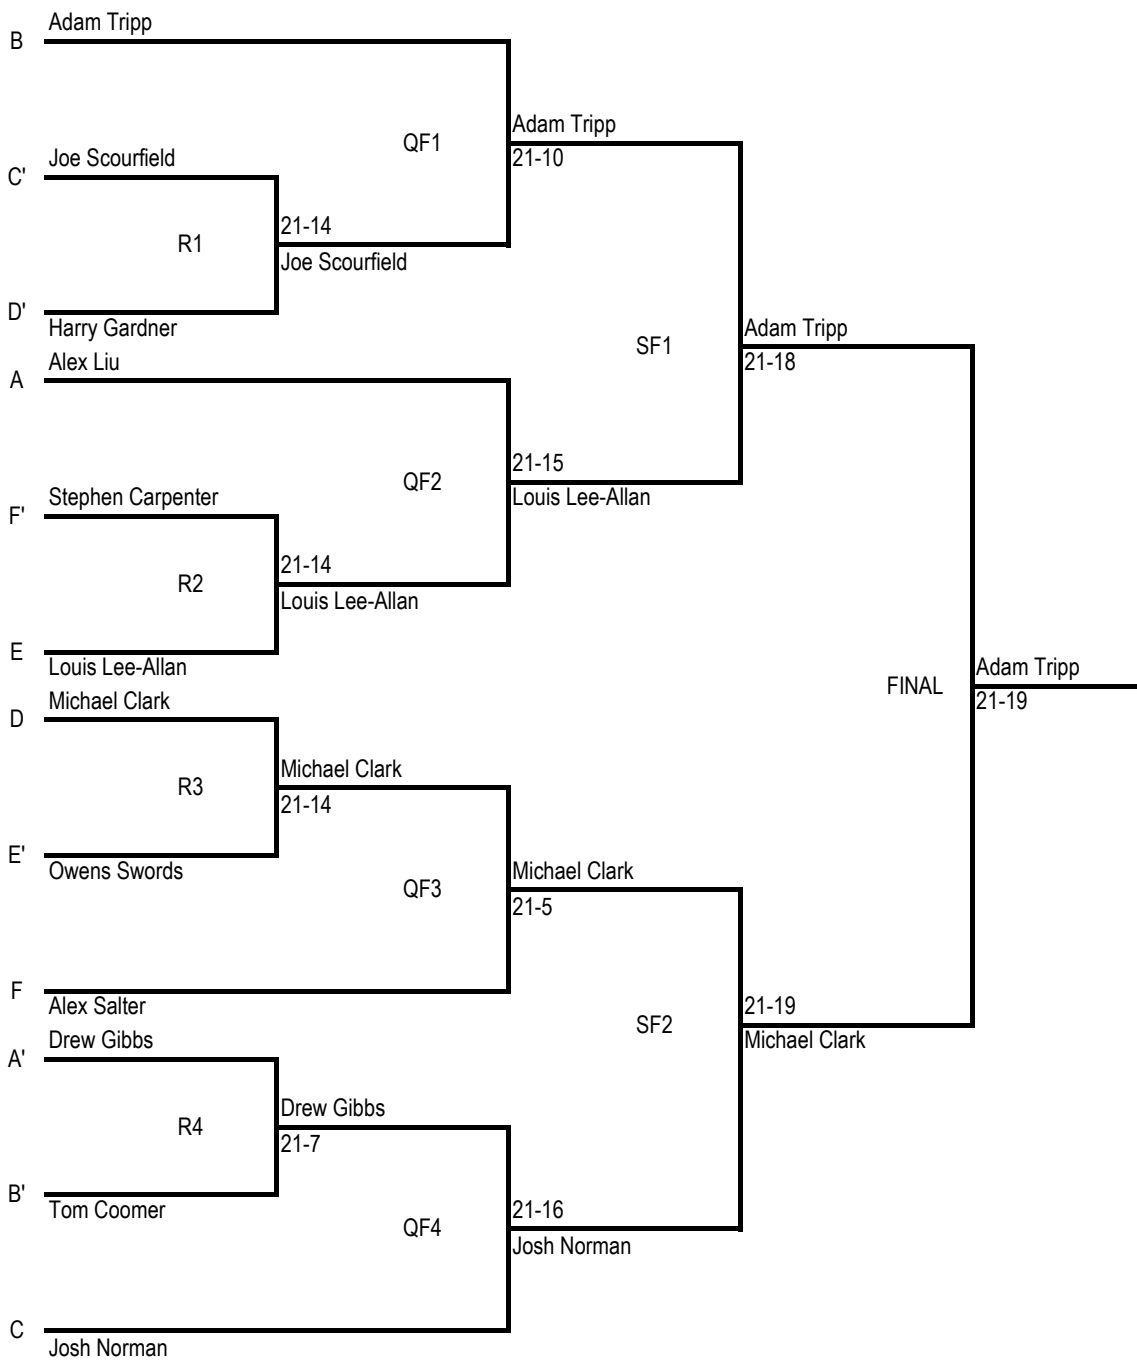 Adam Tripp
B
Adam Tripp
QF1
21-10
Joe Scourfield
C'
21-14
R1
Joe Scourfield
D'
Harry Gardner
Adam Tripp
SF1
21-18
Alex Liu
A
21-15
QF2
Louis Lee-Allan
Stephen Carpenter
F'
21-14
R2
Louis Lee-Allan
E
Louis Lee-Allan
Adam Tripp
FINAL
21-19
Michael Clark
D
Michael Clark
R3
21-14
E'
Owens Swords
Michael Clark
QF3
21-5
F
Alex Salter
21-19
SF2
Michael Clark
Drew Gibbs
A'
Drew Gibbs
R4
21-7
B'
Tom Coomer
21-16
QF4
Josh Norman
C
Josh Norman